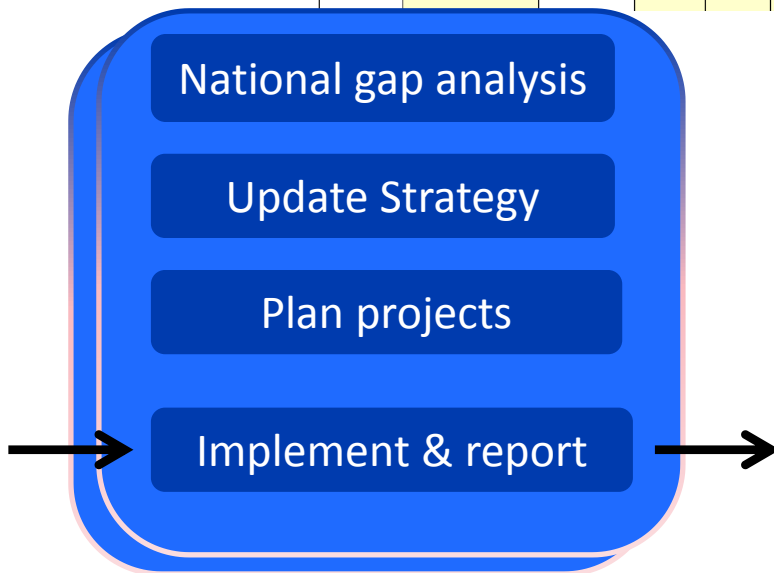 National gap analysis
Update Strategy
Plan projects
Implement & report